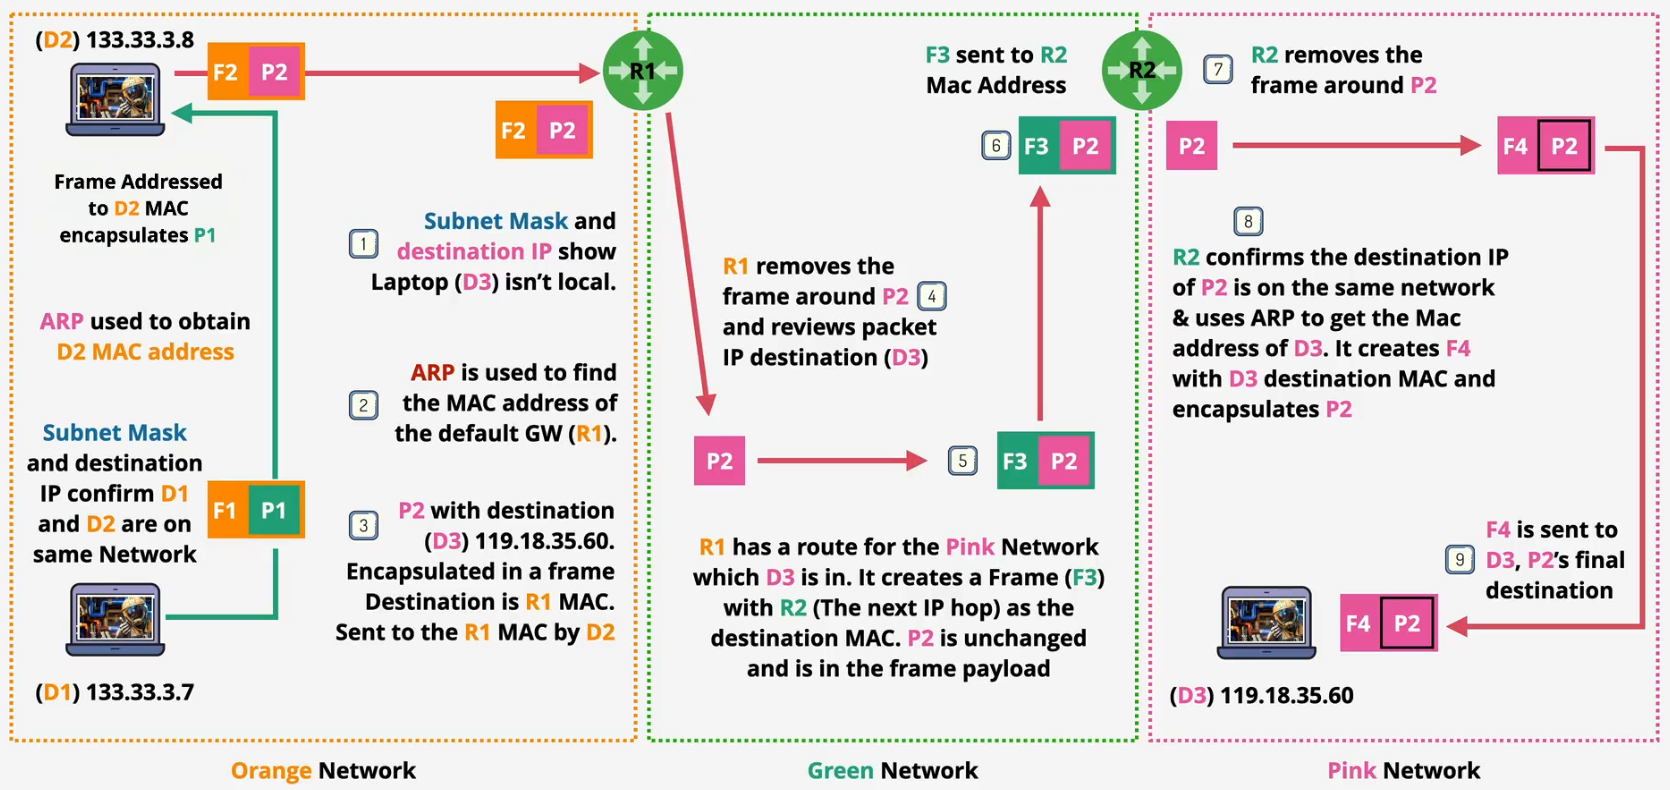 (D2) 133.33.3.8
F2 P2
R1
F2 P2
Frame Addressed
to D2 MAC
encapsulates P1
ARP used to obtain
D2 MAC address
Subnet Mask
and destination
IP confirm D1
and D2 are on
same Network
F1 P1
(D1) 133.33.3.7
1
Subnet Mask and
destination IP show
Laptop (D3) isn't local.
2
ARP is used to find
the MAC address of
the default GW (R1).
3
P2 with destination
(D3) 119.18.35.60.
Encapsulated in a frame
Destination is R1 MAC.
Sent to the R1 MAC by D2
Orange Network
R1 removes the
frame around P2 4
and reviews packet
IP destination (D3)
P2
5
F3 P2
R1 has a route for the Pink Network
which D3 is in. It creates a Frame (F3)
with R2 (The next IP hop) as the
destination MAC. P2 is unchanged
and is in the frame payload
6
F3 P2
F3 sent to R2
Mac Address
R2
Green Network
7
R2 removes the
frame around P2
P2
F4 P2
8
R2 confirms the destination IP
of P2 is on the same network
& uses ARP to get the Mac
address of D3. It creates F4
with D3 destination MAC and
encapsulates P2
9
F4 is sent to
D3, P2's final
destination
F4 P2
(D3) 119.18.35.60
Pink Network